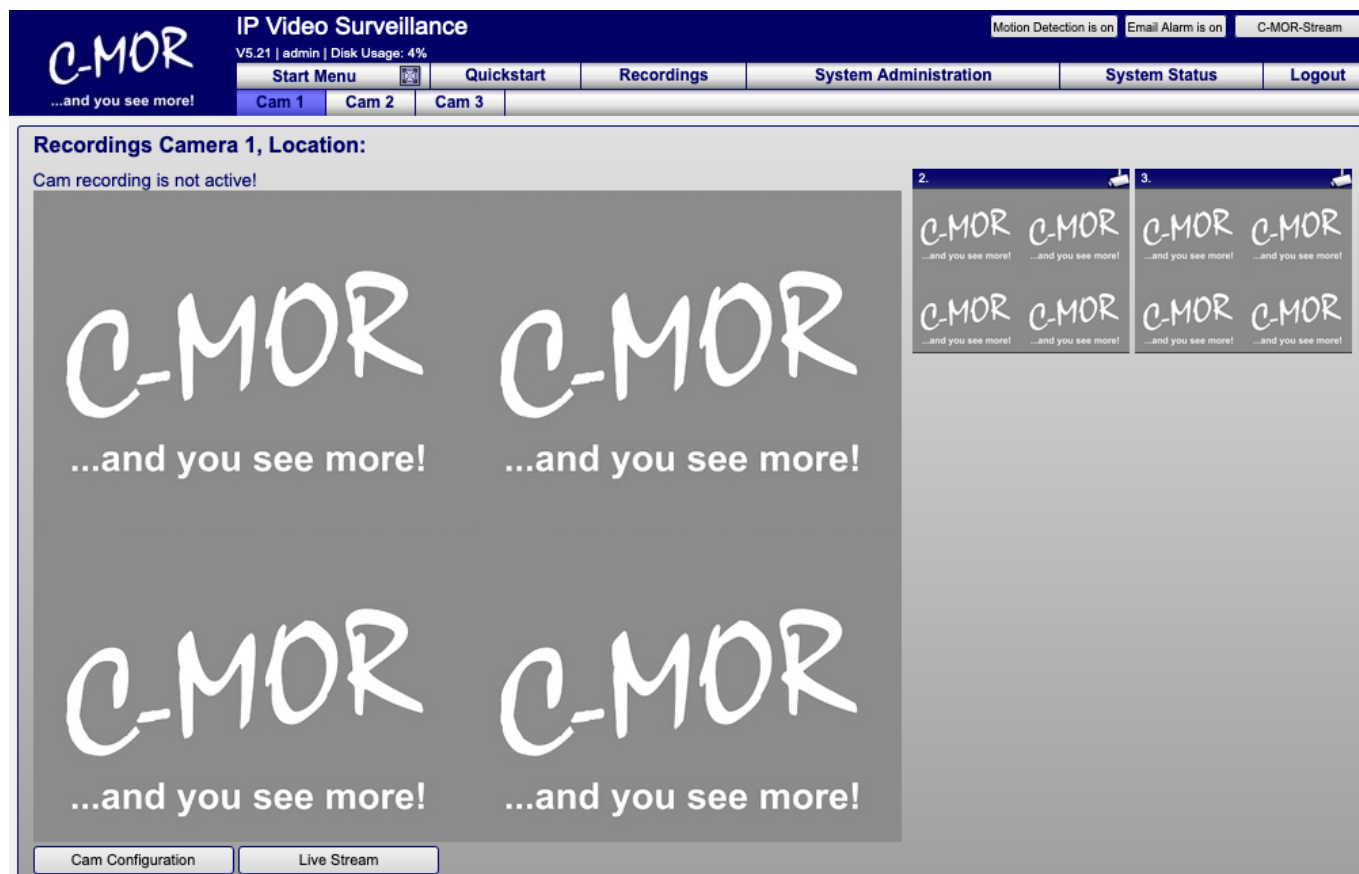 C-MOR
...and you see more!
IP Video Surveillance
V5.21 | admin | Disk Usage: 4%
Motion Detection is on Email Alarm is on C-MOR-Stream
Start Menu Quickstart Recordings System Administration System Status Logout
Cam 1 Cam 2 Cam 3
Recordings Camera 1, Location:
Cam recording is not active!
C-MOR C-MOR
...and you see more! ...and you see more!
C-MOR C-MOR
...and you see more! ...and you see more!
2. 3.
C-MOR C-MOR C-MOR C-MOR
...and you see more! ...and you see more! ...and you see more! ...and you see more!
C-MOR C-MOR C-MOR C-MOR
...and you see more! ...and you see more! ...and you see more! ...and you see more!
Cam Configuration Live Stream